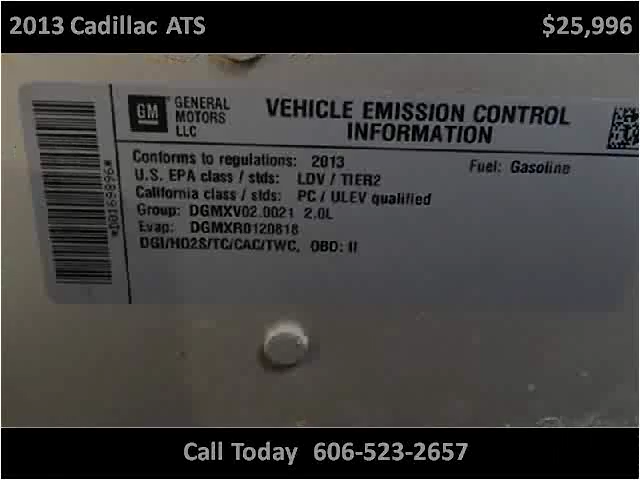 2013 Cadillac ATS $25,996
GM GENERAL MOTORS LLC
VEHICLE EMISSION CONTROL
INFORMATION
Conforms to regulations: 2013 Fuel: Gasoline
U.S. EPA class / stds: LDV / TIER2
California class / stds: PC / ULEV qualified
Group: DGMXV02.0021 2.0L
Evap: DGMXR0120818
DGI/HO2S/TC/CAC/TWC, OBD: II
*D0169896*
Call Today 606-523-2657